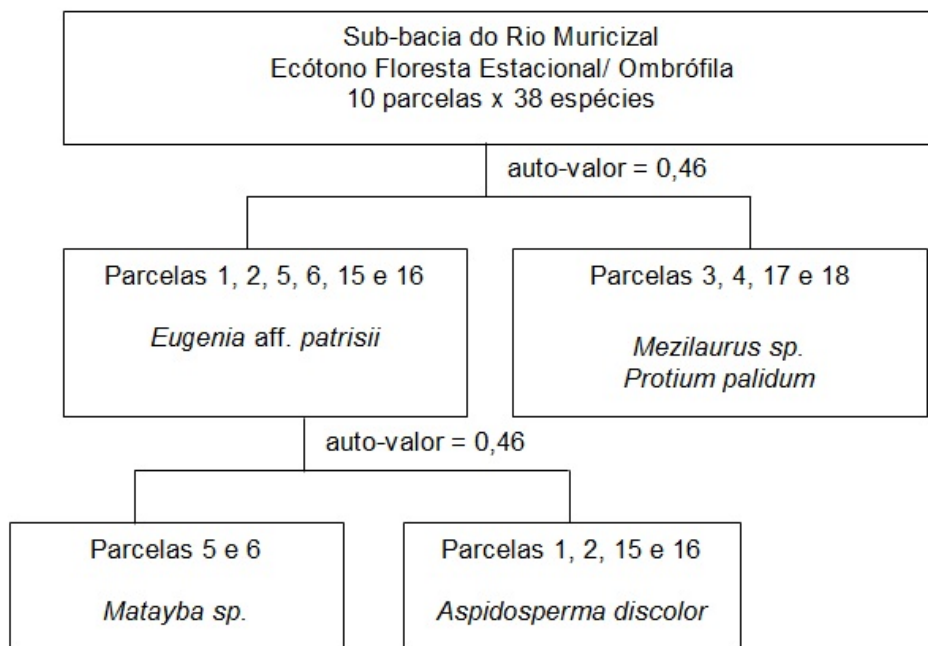 Sub-bacia do Rio Muricizal
Ecótono Floresta Estacional/ Ombrófila
10 parcelas x 38 espécies
auto-valor = 0,46
Parcelas 1, 2, 5, 6, 15 e 16
Eugenia aff. patrisii
Parcelas 3, 4, 17 e 18
Mezilaurus sp.
Protium palidum
auto-valor = 0,46
Parcelas 5 e 6
Matayba sp.
Parcelas 1, 2, 15 e 16
Aspidosperma discolor